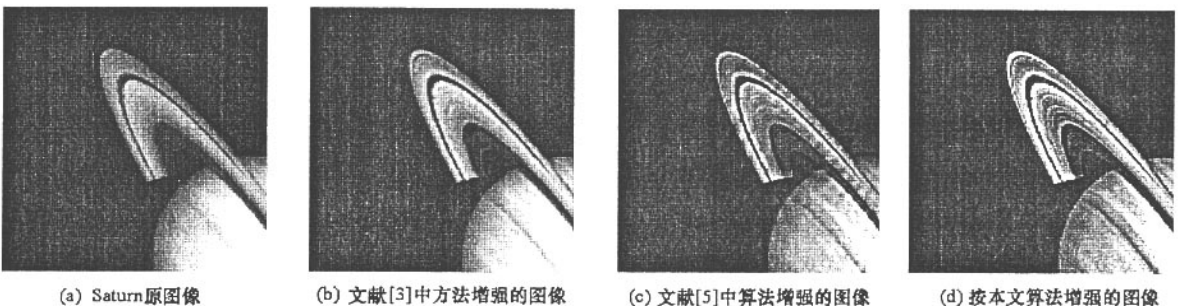 (a) Saturn原图像
(b) 文献[3]中方法增强的图像
(c) 文献[5]中算法增强的图像
(d) 按本文算法增强的图像